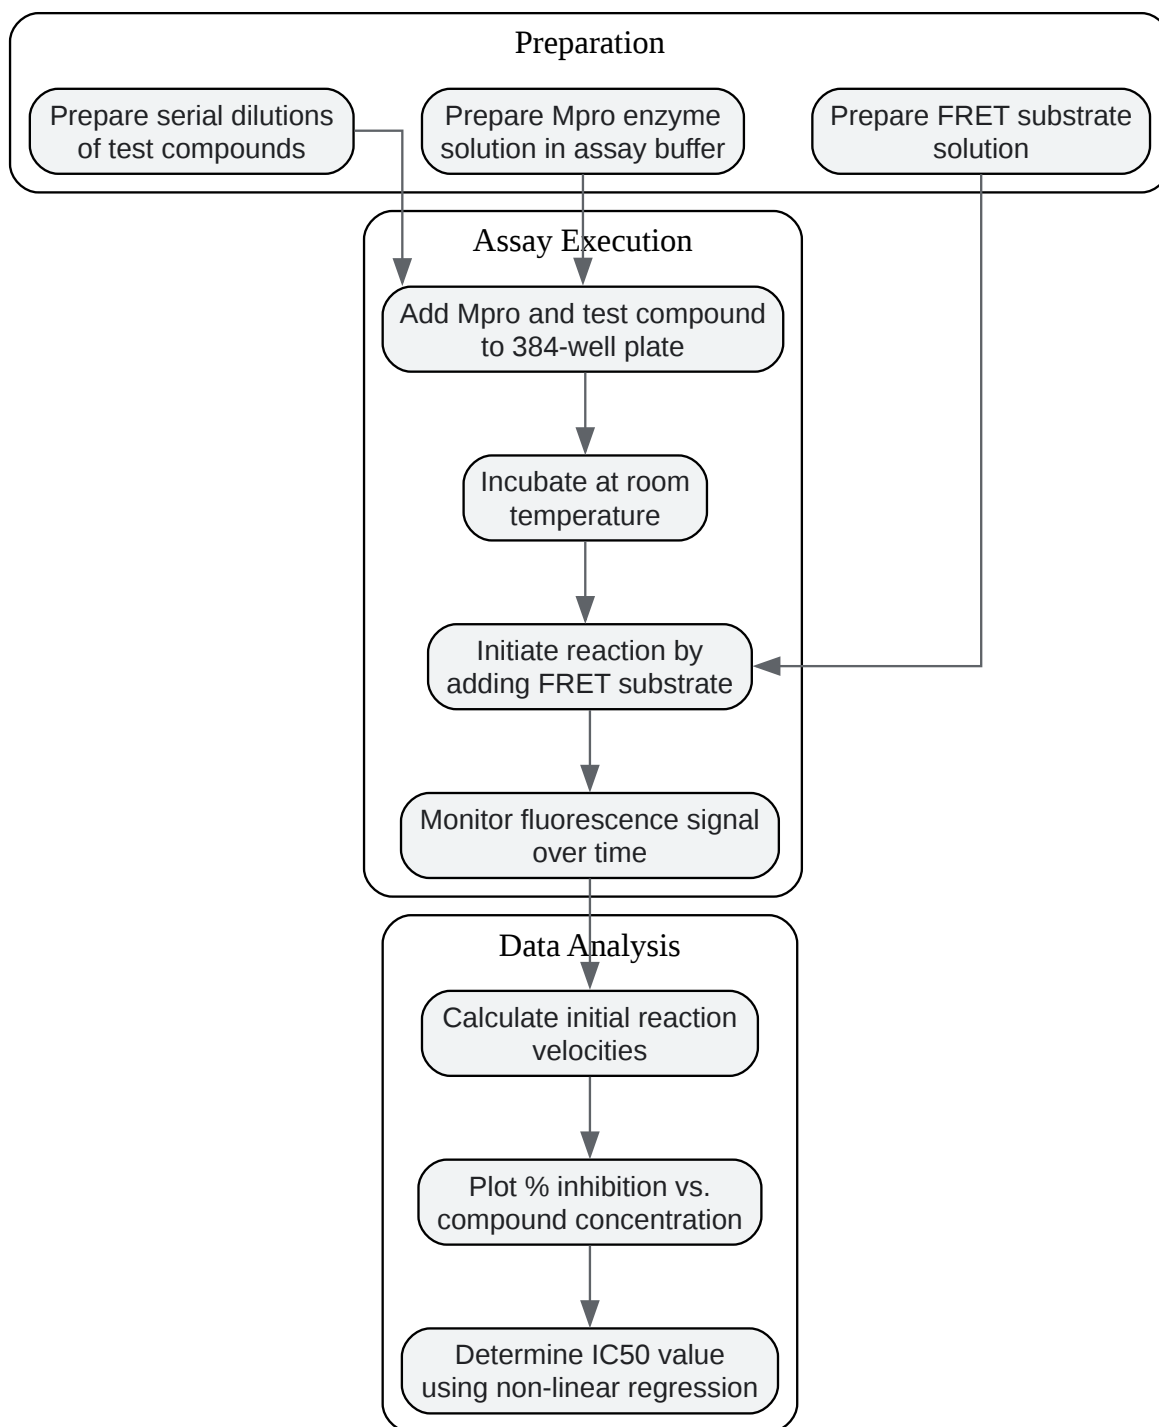 Preparation
Prepare serial dilutions
of test compounds
Prepare Mpro enzyme
solution in assay buffer
Prepare FRET substrate
solution
Assay Execution
Add Mpro and test compound
to 384-well plate
Incubate at room
temperature
Initiate reaction by
adding FRET substrate
Monitor fluorescence signal
over time
Data Analysis
Calculate initial reaction
velocities
Plot % inhibition vs.
compound concentration
Determine IC50 value
using non-linear regression